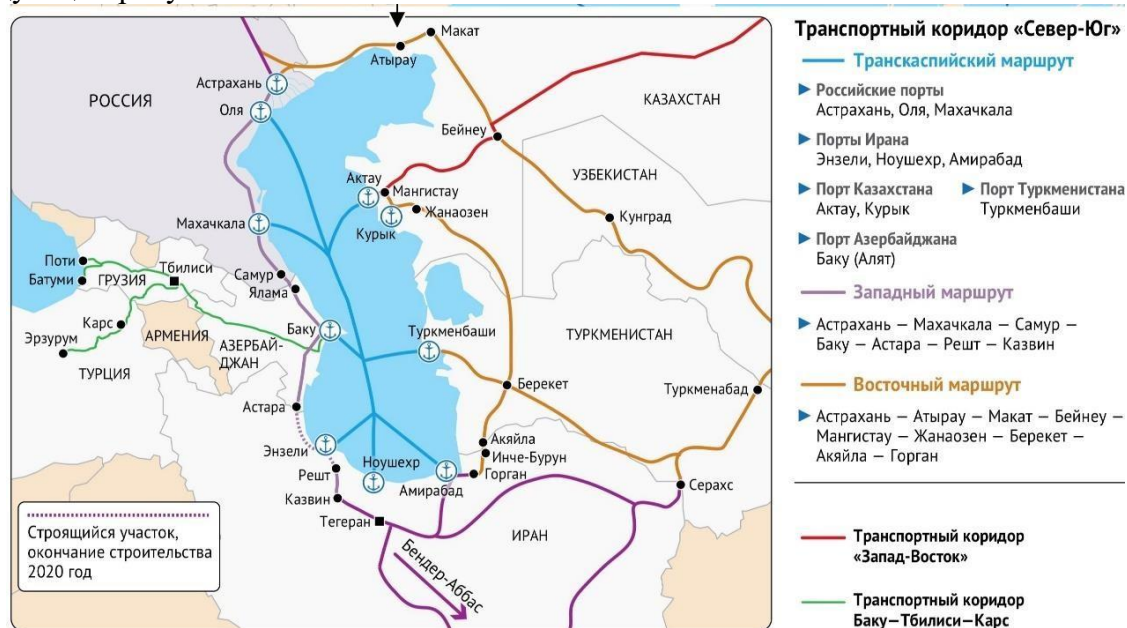 Макат
Атырау
Астрахань
РОССИЯ
Оля
КАЗАХСТАН
Бейнеу
УЗБЕКИСТАН
Актау
Мангистау
Жанаозен
Курык
Кунград
Махачкала
Поти
Тбилиси
Самур
Батуми
ГРУЗИЯ
Ялама
Карс
Баку
Туркменбаши
ТУРКМЕНИСТАН
Эрзурум
АРМЕНИЯ
АЗЕРБАЙ-
ДЖАН
ТУРЦИЯ
Берекет
Туркменабад
Астара
Акяйла
Энзели
Инче-Бурун
Ноушехр
Решт
Горган
Амирабад
Казвин
Серахс
Тегеран
ИРАН
Бендер-Аббас
Строящийся участок,
окончание строительства
2020 год
Транспортный коридор «Север-Юг»
Транскаспийский маршрут
Российские порты
Астрахань, Оля, Махачкала
Порты Ирана
Энзели, Ноушехр, Амирабад
Порт Казахстана
Актау, Курык
Порт Туркменистана
Туркменбаши
Порт Азербайджана
Баку (Алят)
Западный маршрут
Астрахань – Махачкала – Самур –
Баку – Астара – Решт – Казвин
Восточный маршрут
Астрахань – Атырау – Макат – Бейнеу –
Мангистау – Жанаозен – Берекет –
Акяйла – Горган
Транспортный коридор
«Запад-Восток»
Транспортный коридор
Баку–Тбилиси–Карс